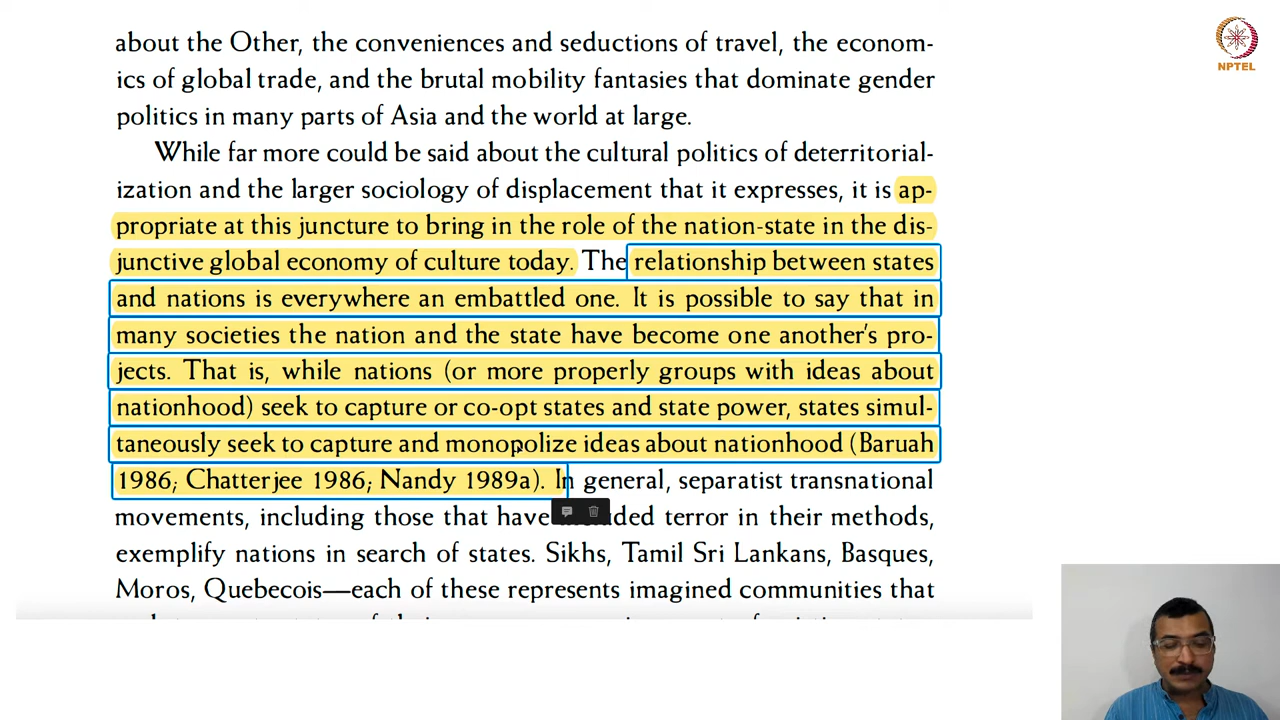 about the Other, the conveniences and seductions of travel, the econom-
ics of global trade, and the brutal mobility fantasies that dominate gender
politics in many parts of Asia and the world at large.
While far more could be said about the cultural politics of deterritorial-
ization and the larger sociology of displacement that it expresses, it is ap-
propriate at this juncture to bring in the role of the nation-state in the dis-
junctive global economy of culture today. The relationship between states
and nations is everywhere an embattled one. It is possible to say that in
many societies the nation and the state have become one another's pro-
jects. That is, while nations (or more properly groups with ideas about
nationhood) seek to capture or co-opt states and state power, states simul-
taneously seek to capture and monopolize ideas about nationhood (Baruah
1986; Chatterjee 1986; Nandy 1989a). In general, separatist transnational
movements, including those that have terror in their methods,
exemplify nations in search of states. Sikhs, Tamil Sri Lankans, Basques,
Moros, Quebecois—each of these represents imagined communities that
NPTEL